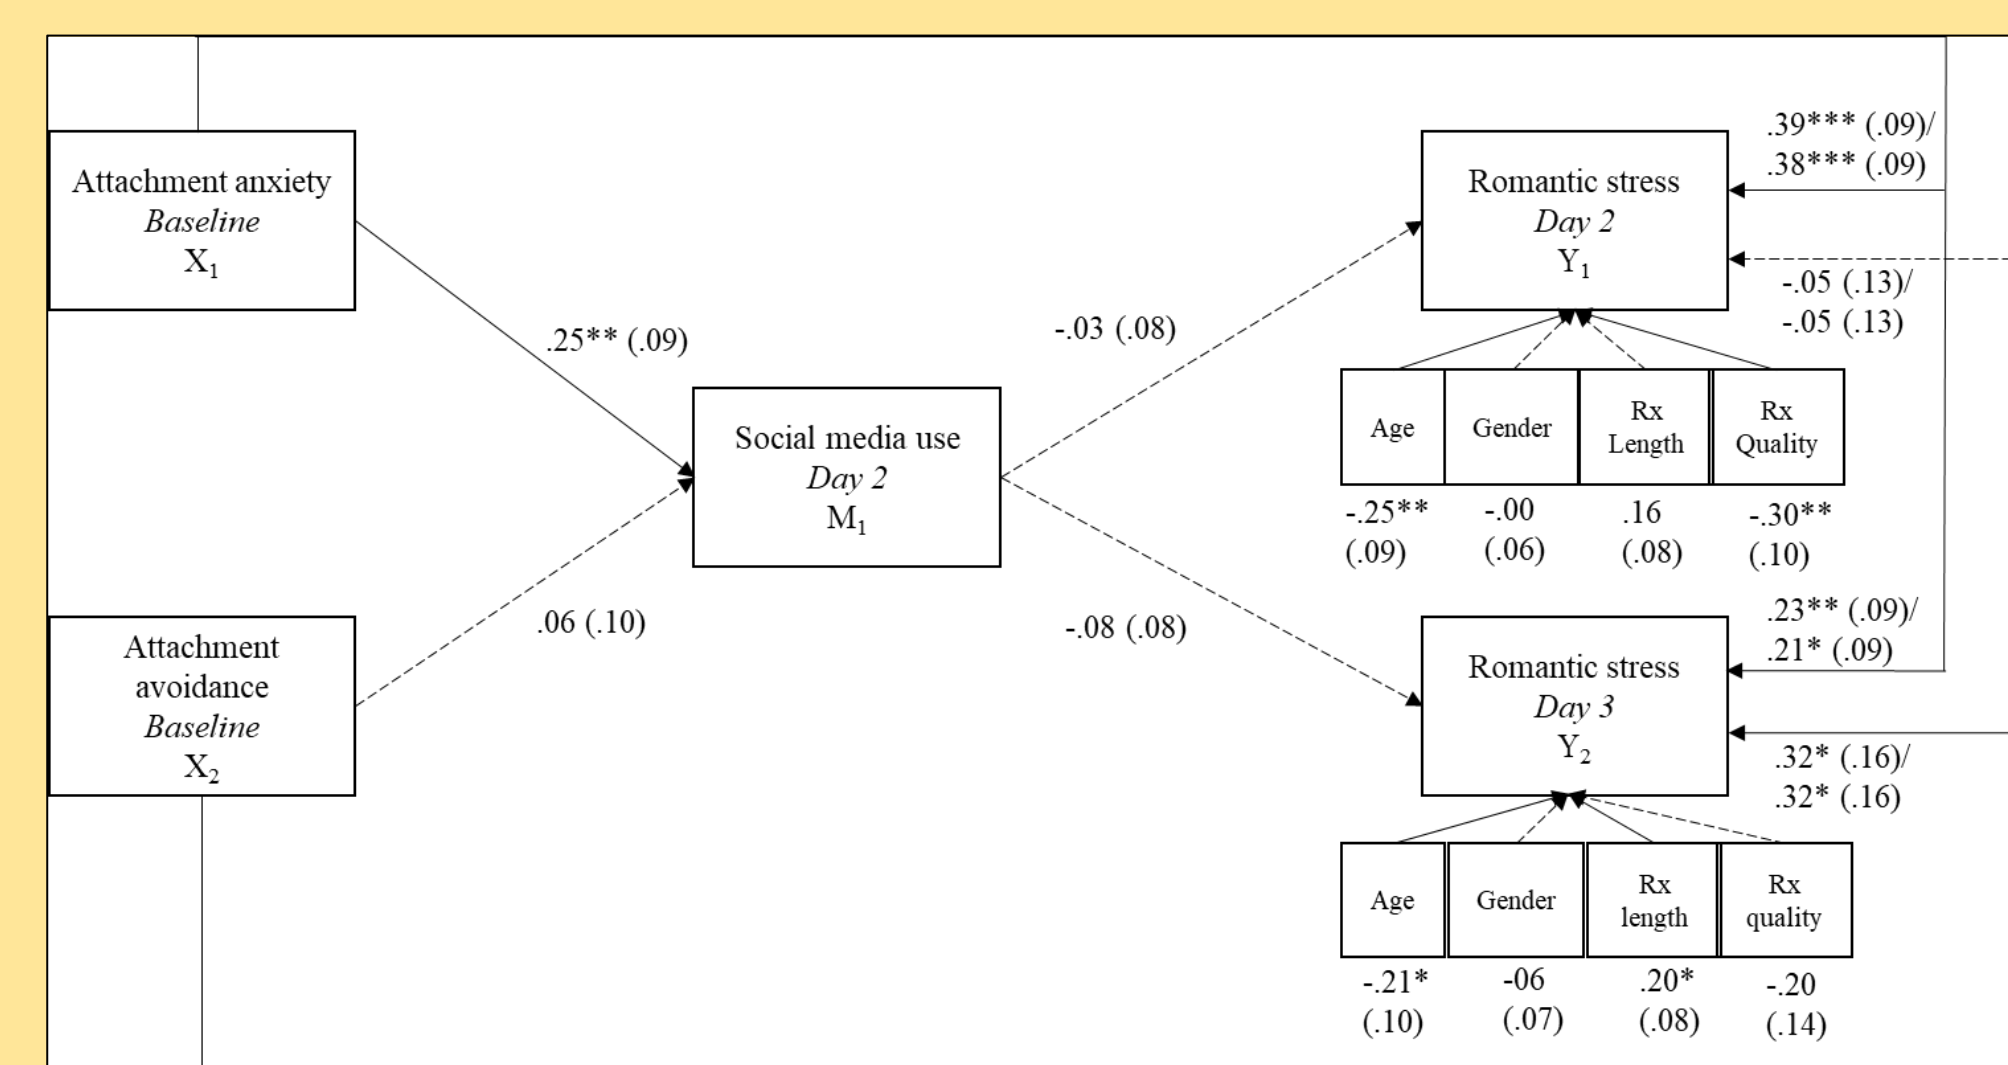 Attachment anxiety
Baseline
X1
.25** (.09)
Attachment
avoidance
Baseline
X2
.06 (.10)
Social media use
Day 2
M1
-.03 (.08)
-.08 (.08)
Romantic stress
Day 2
Y1
.39*** (.09)/
.38*** (.09)
-.05 (.13)/
-.05 (.13)
Age
Gender
Rx
Length
Rx
Quality
-.25**
(.09)
-.00
(.06)
.16
(.08)
-.30**
(.10)
Romantic stress
Day 3
Y2
.23** (.09)/
.21* (.09)
.32* (.16)/
.32* (.16)
Age
Gender
Rx
length
Rx
quality
-.21*
(.10)
-06
(.07)
.20*
(.08)
-.20
(.14)